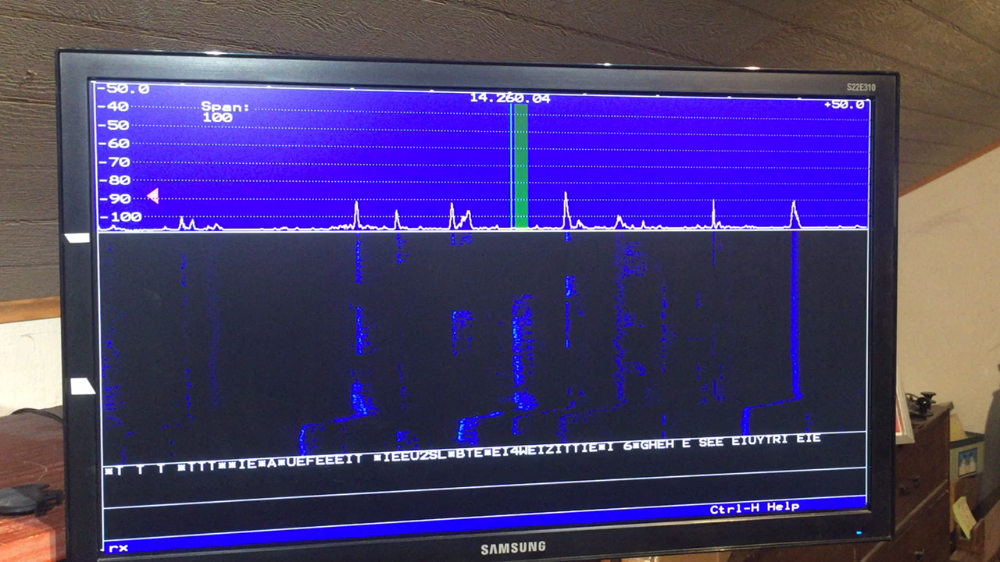 S22E310
-50.0 14.260.04 +50.0
-40 Span:
100
-50
-60
-70
-80
-90
-100
*T T T *TTT**IE*A*UEFEEEIT *IEEU2SL*BTE*EI4WEIZITTIE*I 6*GHEH E SEE EIUYTRI EIE
Ctrl-H Help
rx
SAMSUNG